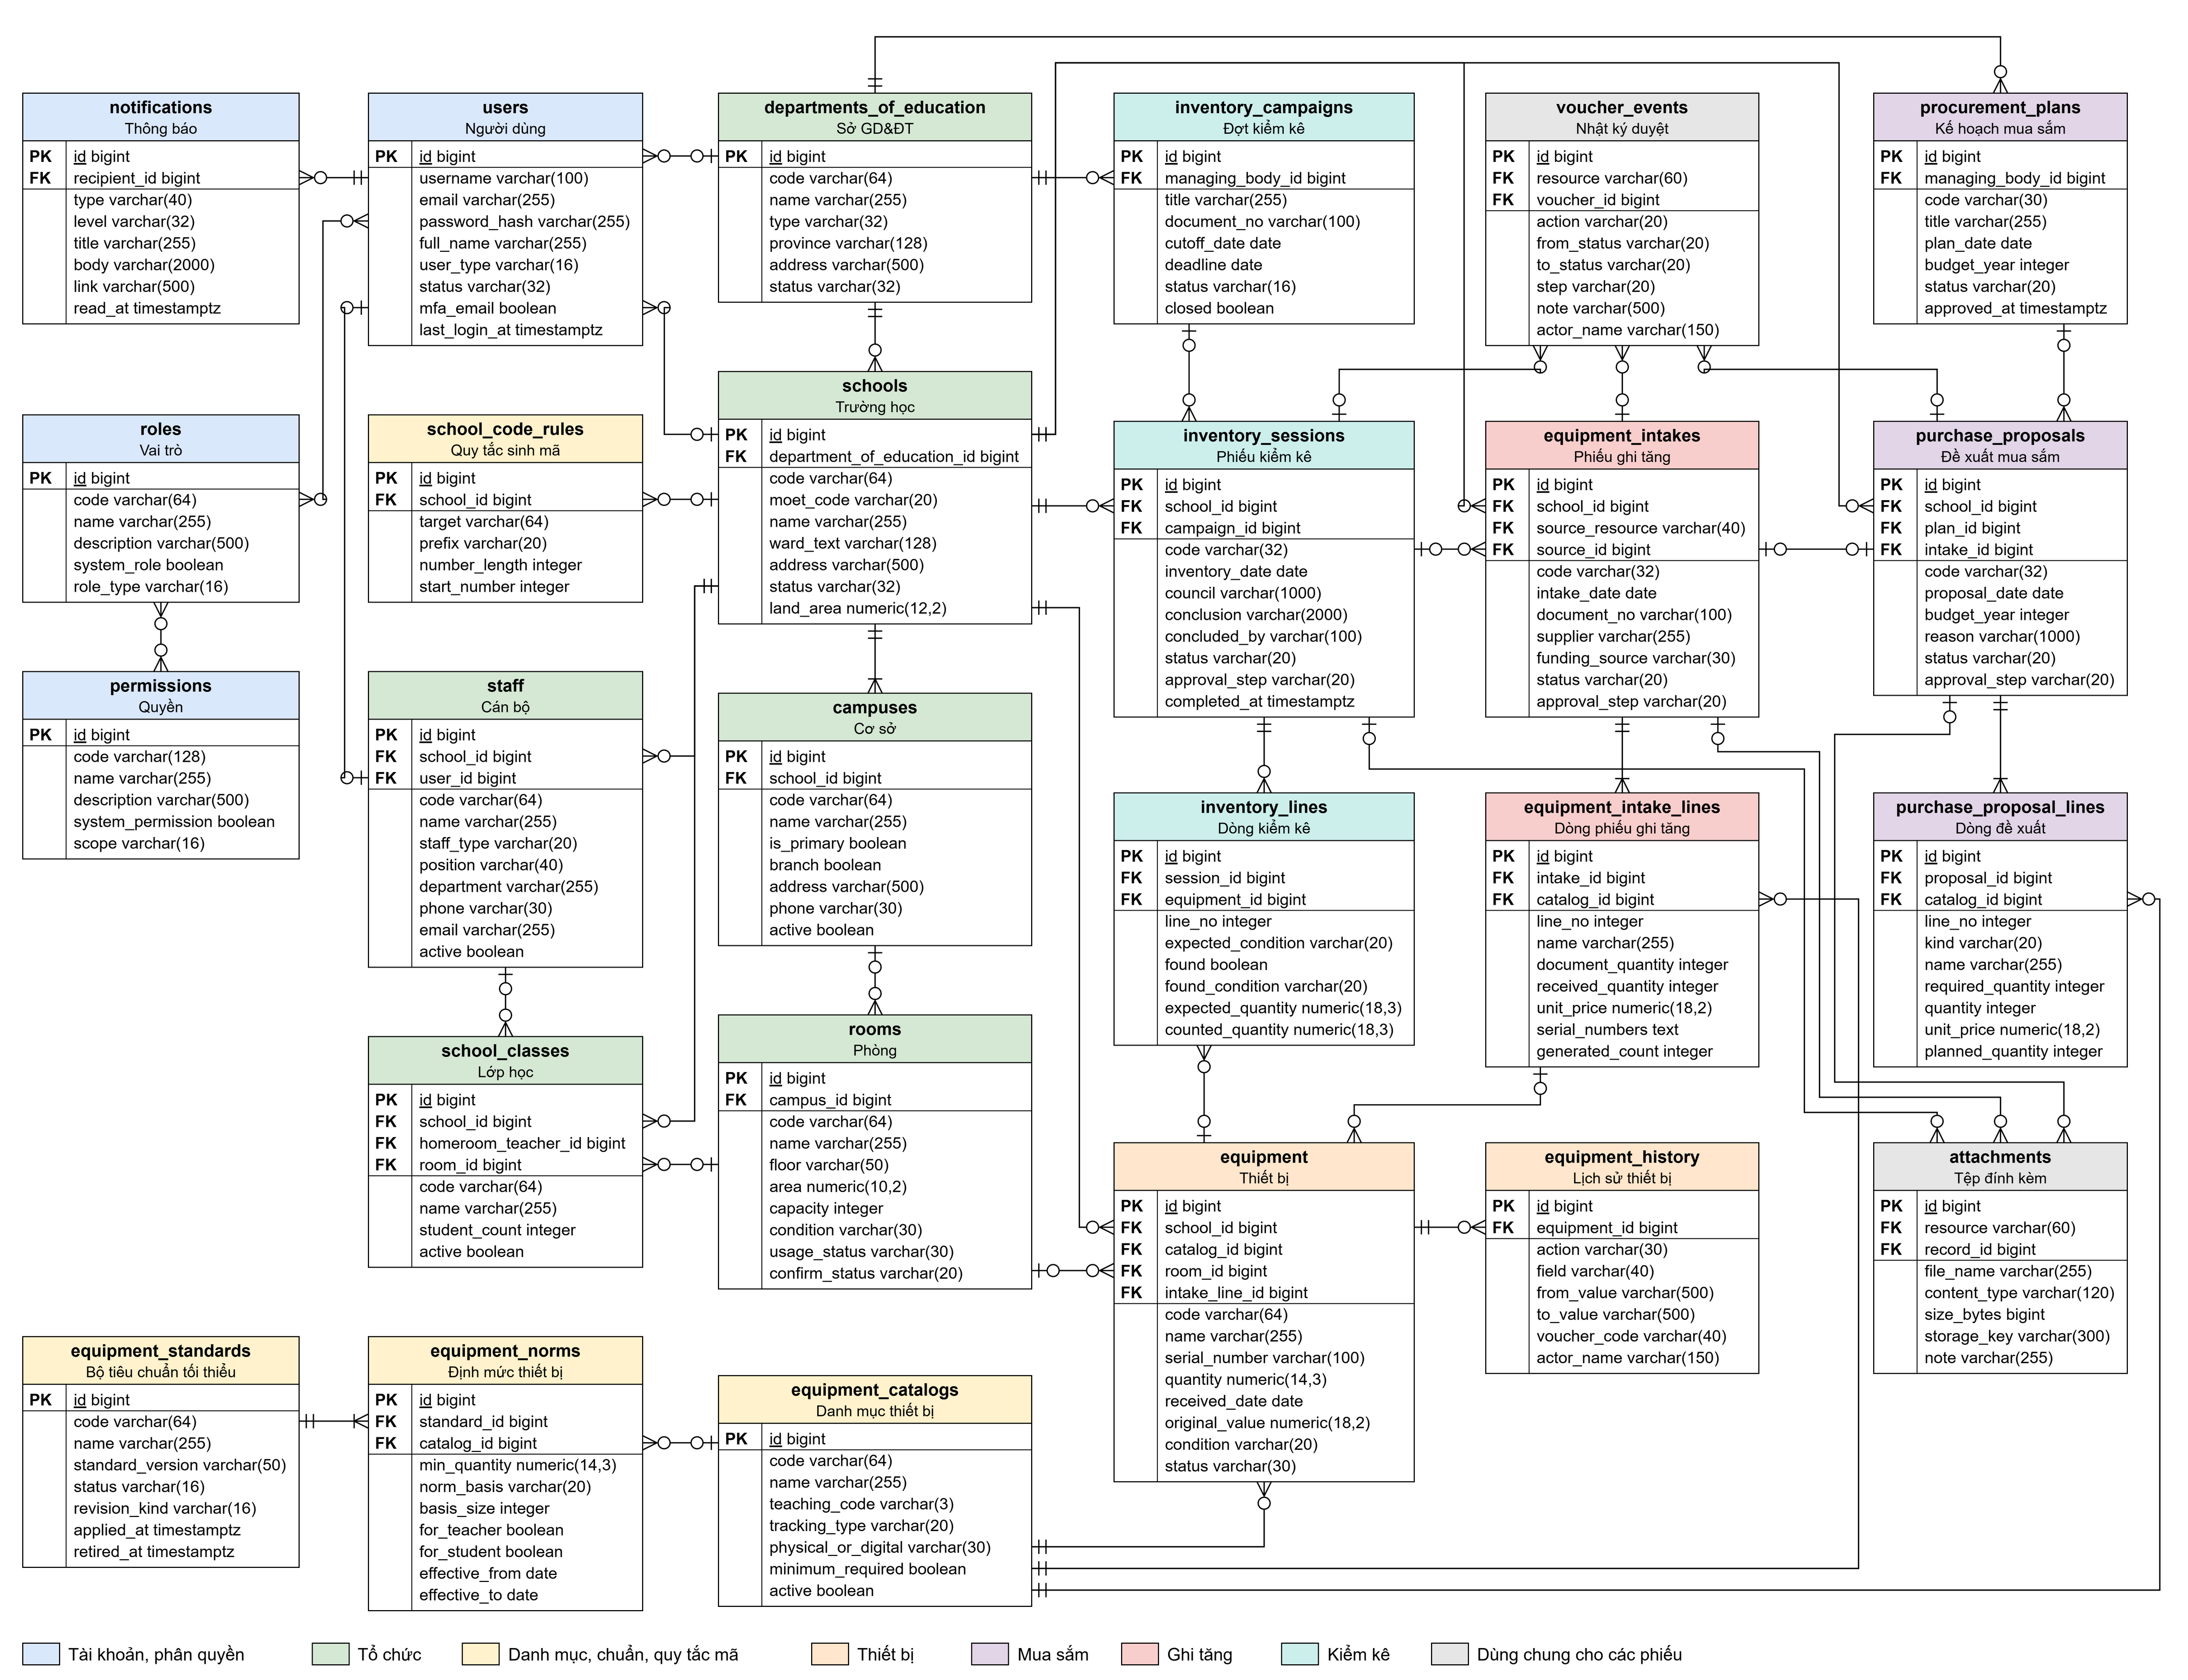 notifications
Thông báo
PK id bigint
FK recipient_id bigint
type varchar(40)
level varchar(32)
title varchar(255)
body varchar(2000)
link varchar(500)
read_at timestamptz
users
Người dùng
PK id bigint
username varchar(100)
email varchar(255)
password_hash varchar(255)
full_name varchar(255)
user_type varchar(16)
status varchar(32)
mfa_email boolean
last_login_at timestamptz
departments_of_education
Sở GD&ĐT
PK id bigint
code varchar(64)
name varchar(255)
type varchar(32)
province varchar(128)
address varchar(500)
status varchar(32)
inventory_campaigns
Đợt kiểm kê
PK id bigint
FK managing_body_id bigint
title varchar(255)
document_no varchar(100)
cutoff_date date
deadline date
status varchar(16)
closed boolean
voucher_events
Nhật ký duyệt
PK id bigint
FK resource varchar(60)
FK voucher_id bigint
action varchar(20)
from_status varchar(20)
to_status varchar(20)
step varchar(20)
note varchar(500)
actor_name varchar(150)
procurement_plans
Kế hoạch mua sắm
PK id bigint
FK managing_body_id bigint
code varchar(30)
title varchar(255)
plan_date date
budget_year integer
status varchar(20)
approved_at timestamptz
roles
Vai trò
PK id bigint
code varchar(64)
name varchar(255)
description varchar(500)
system_role boolean
role_type varchar(16)
school_code_rules
Quy tắc sinh mã
PK id bigint
FK school_id bigint
target varchar(64)
prefix varchar(20)
number_length integer
start_number integer
schools
Trường học
PK id bigint
FK department_of_education_id bigint
code varchar(64)
moet_code varchar(20)
name varchar(255)
ward_text varchar(128)
address varchar(500)
status varchar(32)
land_area numeric(12,2)
inventory_sessions
Phiếu kiểm kê
PK id bigint
FK school_id bigint
FK campaign_id bigint
code varchar(32)
inventory_date date
council varchar(1000)
conclusion varchar(2000)
concluded_by varchar(100)
status varchar(20)
approval_step varchar(20)
completed_at timestamptz
equipment_intakes
Phiếu ghi tăng
PK id bigint
FK school_id bigint
FK source_resource varchar(40)
FK source_id bigint
code varchar(32)
intake_date date
document_no varchar(100)
supplier varchar(255)
funding_source varchar(30)
status varchar(20)
approval_step varchar(20)
purchase_proposals
Đề xuất mua sắm
PK id bigint
FK school_id bigint
FK plan_id bigint
FK intake_id bigint
code varchar(32)
proposal_date date
budget_year integer
reason varchar(1000)
status varchar(20)
approval_step varchar(20)
permissions
Quyền
PK id bigint
code varchar(128)
name varchar(255)
description varchar(500)
system_permission boolean
scope varchar(16)
staff
Cán bộ
PK id bigint
FK school_id bigint
FK user_id bigint
code varchar(64)
name varchar(255)
staff_type varchar(20)
position varchar(40)
department varchar(255)
phone varchar(30)
email varchar(255)
active boolean
campuses
Cơ sở
PK id bigint
FK school_id bigint
code varchar(64)
name varchar(255)
is_primary boolean
branch boolean
address varchar(500)
phone varchar(30)
active boolean
inventory_lines
Dòng kiểm kê
PK id bigint
FK session_id bigint
FK equipment_id bigint
line_no integer
expected_condition varchar(20)
found boolean
found_condition varchar(20)
expected_quantity numeric(18,3)
counted_quantity numeric(18,3)
equipment_intake_lines
Dòng phiếu ghi tăng
PK id bigint
FK intake_id bigint
FK catalog_id bigint
line_no integer
name varchar(255)
document_quantity integer
received_quantity integer
unit_price numeric(18,2)
serial_numbers text
generated_count integer
purchase_proposal_lines
Dòng đề xuất
PK id bigint
FK proposal_id bigint
FK catalog_id bigint
line_no integer
kind varchar(20)
name varchar(255)
required_quantity integer
quantity integer
unit_price numeric(18,2)
planned_quantity integer
school_classes
Lớp học
PK id bigint
FK school_id bigint
FK homeroom_teacher_id bigint
FK room_id bigint
code varchar(64)
name varchar(255)
student_count integer
active boolean
rooms
Phòng
PK id bigint
FK campus_id bigint
code varchar(64)
name varchar(255)
floor varchar(50)
area numeric(10,2)
capacity integer
condition varchar(30)
usage_status varchar(30)
confirm_status varchar(20)
equipment
Thiết bị
PK id bigint
FK school_id bigint
FK catalog_id bigint
FK room_id bigint
FK intake_line_id bigint
code varchar(64)
name varchar(255)
serial_number varchar(100)
quantity numeric(14,3)
received_date date
original_value numeric(18,2)
condition varchar(20)
status varchar(30)
equipment_history
Lịch sử thiết bị
PK id bigint
FK equipment_id bigint
action varchar(30)
field varchar(40)
from_value varchar(500)
to_value varchar(500)
voucher_code varchar(40)
actor_name varchar(150)
attachments
Tệp đính kèm
PK id bigint
FK resource varchar(60)
FK record_id bigint
file_name varchar(255)
content_type varchar(120)
size_bytes bigint
storage_key varchar(300)
note varchar(255)
equipment_standards
Bộ tiêu chuẩn tối thiểu
PK id bigint
code varchar(64)
name varchar(255)
standard_version varchar(50)
status varchar(16)
revision_kind varchar(16)
applied_at timestamptz
retired_at timestamptz
equipment_norms
Định mức thiết bị
PK id bigint
FK standard_id bigint
FK catalog_id bigint
min_quantity numeric(14,3)
norm_basis varchar(20)
basis_size integer
for_teacher boolean
for_student boolean
effective_from date
effective_to date
equipment_catalogs
Danh mục thiết bị
PK id bigint
code varchar(64)
name varchar(255)
teaching_code varchar(3)
tracking_type varchar(20)
physical_or_digital varchar(30)
minimum_required boolean
active boolean
Tài khoản, phân quyền
Tổ chức
Danh mục, chuẩn, quy tắc mã
Thiết bị
Mua sắm
Ghi tăng
Kiểm kê
Dùng chung cho các phiếu